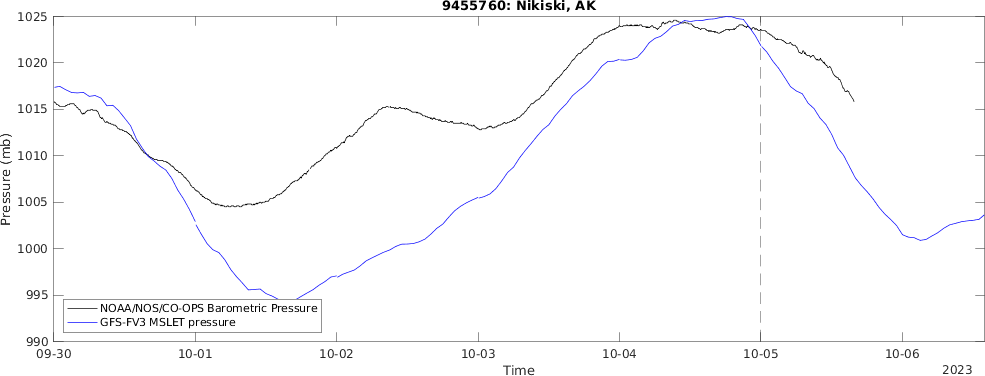 9455760: Nikiski, AK
Pressure (mb)
1025
1020
1015
1010
1005
1000
995
990
NOAA/NOS/CO-OPS Barometric Pressure
GFS-FV3 MSLET pressure
09-30 10-01 10-02 10-03 10-04 10-05 10-06
Time
2023